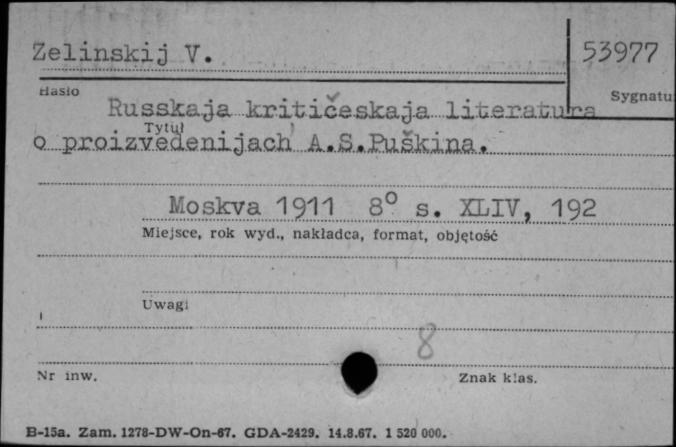 Zelinskij V.
53977
Hasło
Sygnatu
Russkaja kritičeskaja literatura
Tytuł
o proizvedenijach A.S.Puškina.
Moskva 1911 8° s. XLIV, 192
Miejsce, rok wyd., nakładca, format, objętość
Uwagi
8
Nr inw.
Znak klas.
B-15a. Zam. 1278-DW-On-67. GDA-2429. 14.8.67. 1 520 000.